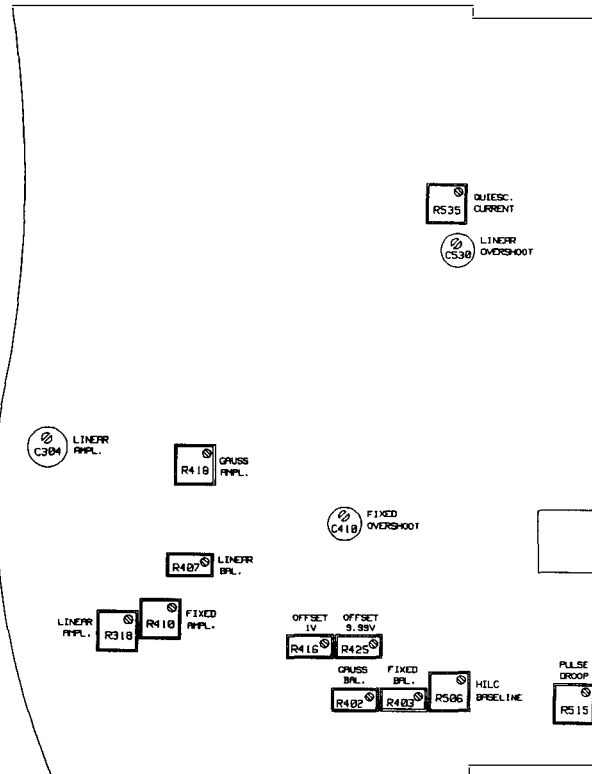 R535
QUIESC.
CURRENT
C530
LINEAR
OVERSHOOT
C304
LINEAR
AMPL.
R418
GAUSS
AMPL.
C410
FIXED
OVERSHOOT
R407
LINEAR
BAL.
LINEAR
AMPL.
R318
R410
FIXED
AMPL.
OFFSET
1V
OFFSET
9.99V
R416
R425
GAUSS
BAL.
FIXED
BAL.
R402
R403
R506
HILC
BASELINE
PULSE
DROOP
R515